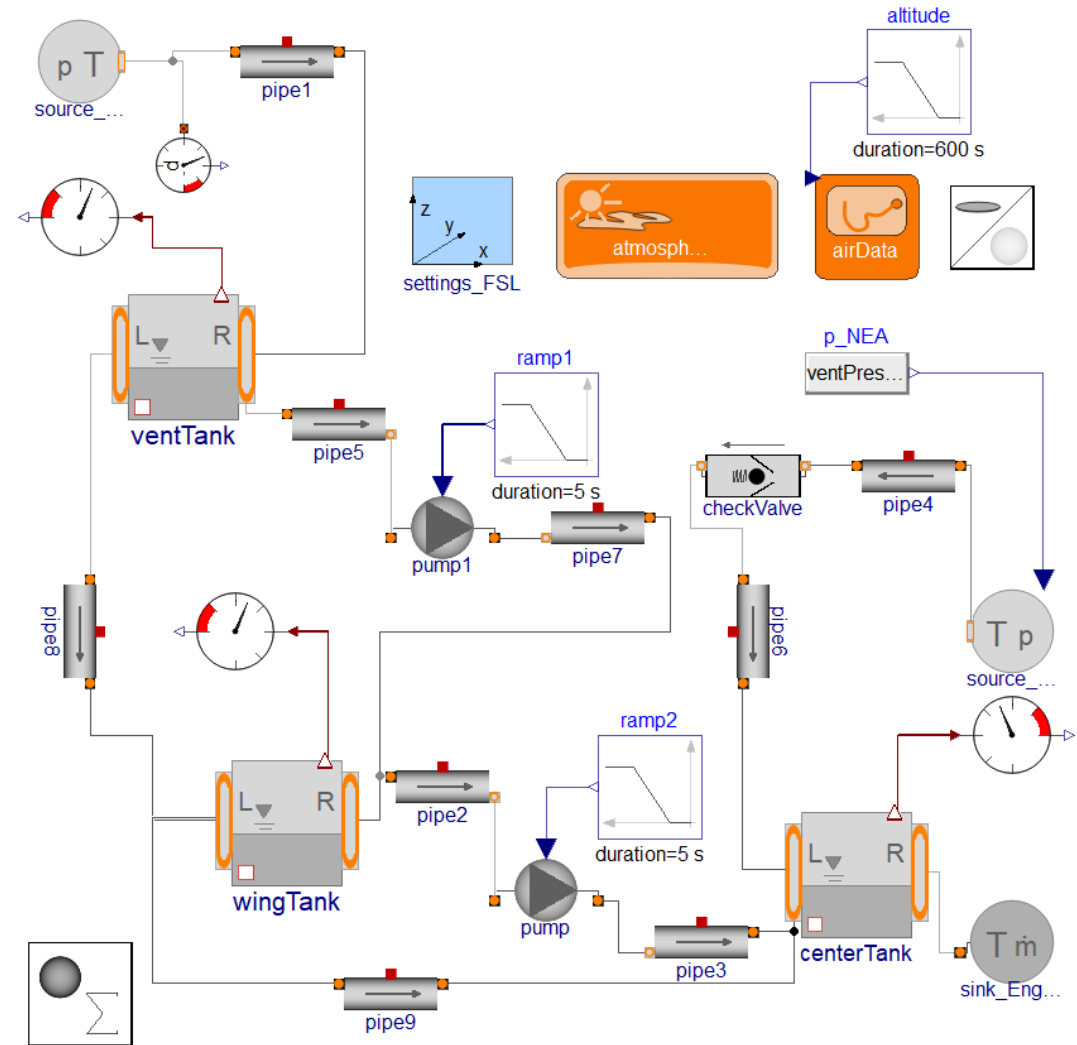 altitude
p T
pipe1
source_...
duration=600 s
p
z
y
x
settings_FSL
atmosph...
airData
L R
ventTank
p_NEA
ventPres...
ramp1
pipe5
duration=5 s
checkValve
pipe4
pump1
pipe7
pipe8
pipe6
T p
source_...
ramp2
L R
pipe2
wingTank
duration=5 s
pump
L R
centerTank
pipe3
T ṁ
sink_Eng...
pipe9
Σ